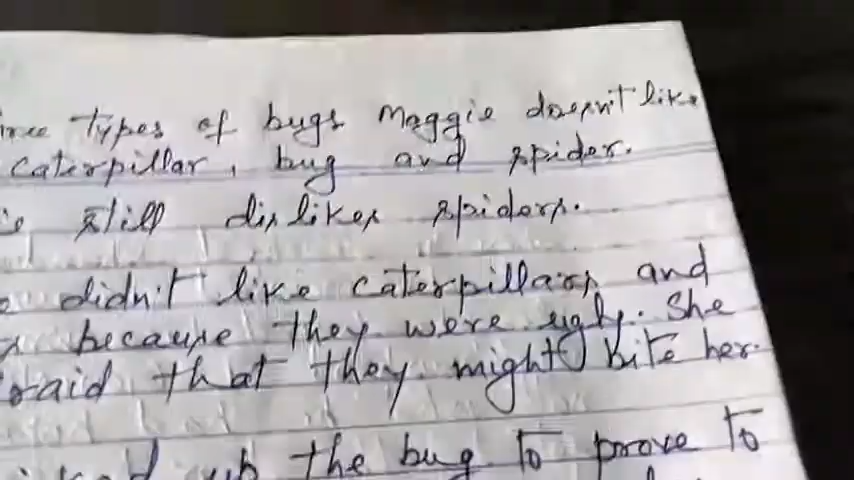 types of bugs Maggie doesn't like
caterpillar, bug and spider.
still dislikes spiders.
didn't like caterpillars and
because they were ugly. She
that they might bite her.
up the bug to prove to